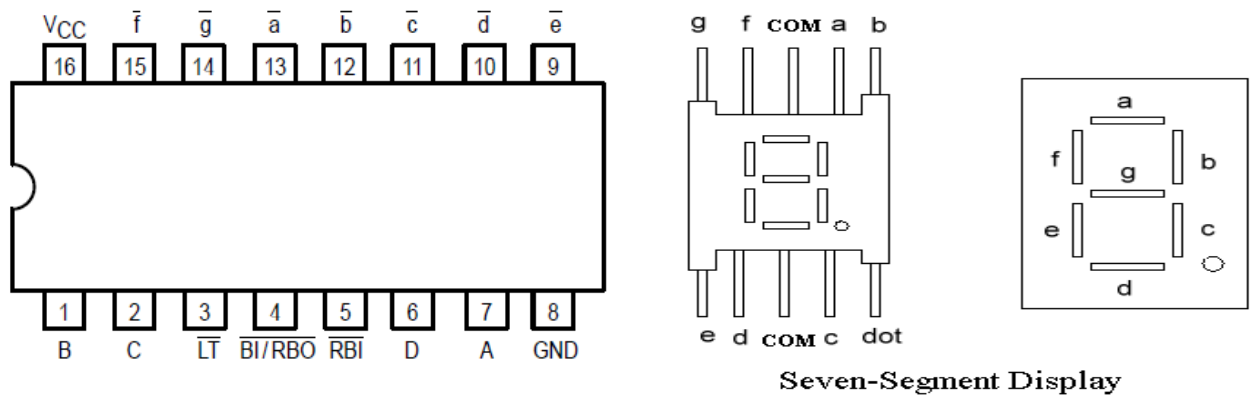 V_CC f̅ g̅ a̅ b̅ c̅ d̅ e̅
16 15 14 13 12 11 10 9
1 2 3 4 5 6 7 8
B C L̅T̅ B̅I̅/̅R̅B̅O̅ R̅B̅I̅ D A GND
g f COM a b
e d COM c dot
a
f b
g
e c
d
Seven-Segment Display